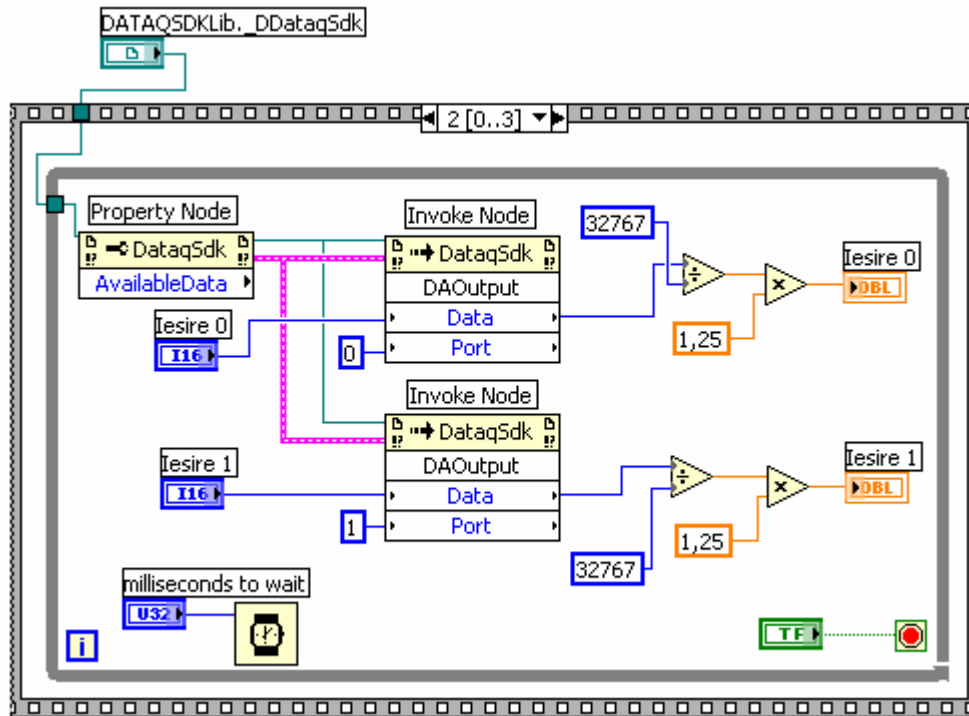 DATAQSDKLib._DDataqSdk
2 [0..3]
Property Node
DataqSdk
AvailableData
Invoke Node
DataqSdk
DAOutput
Data
Port
32767
1,25
Iesire 0
DBL
Iesire 0
I16
0
Invoke Node
DataqSdk
DAOutput
Data
Port
Iesire 1
I16
1
32767
1,25
Iesire 1
DBL
milliseconds to wait
U32
i
TF